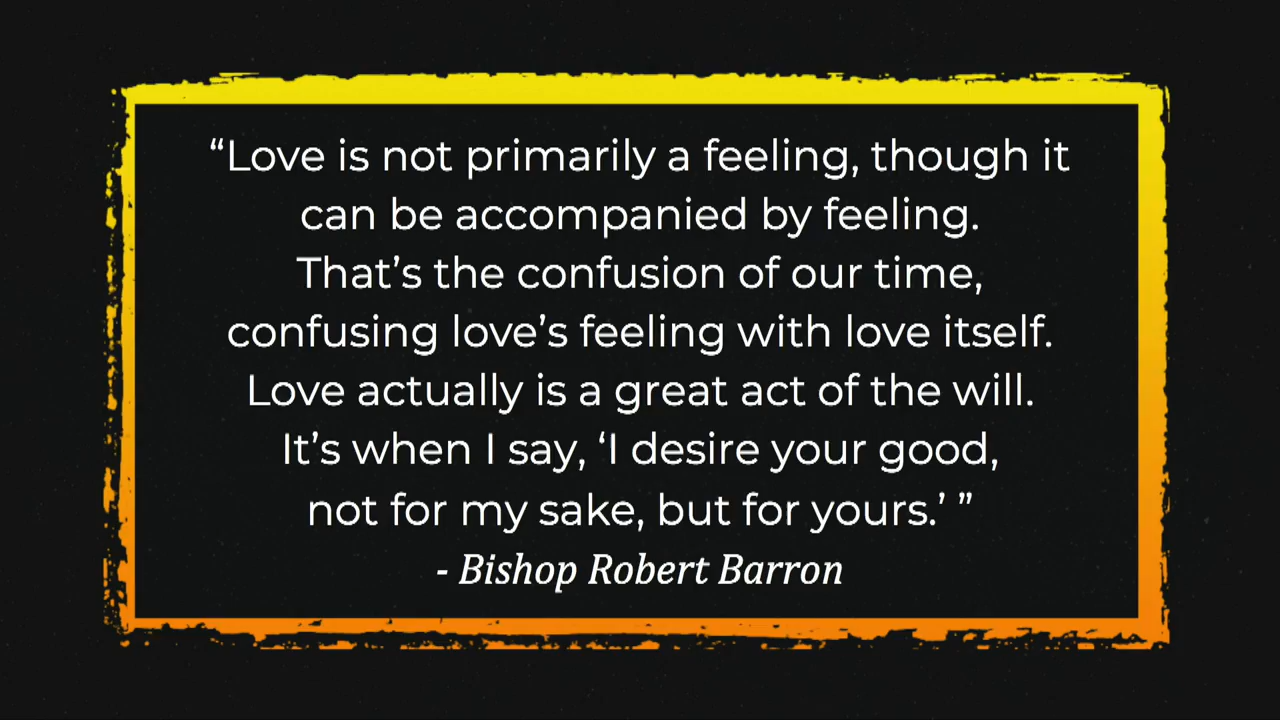 “Love is not primarily a feeling, though it
can be accompanied by feeling.
That’s the confusion of our time,
confusing love’s feeling with love itself.
Love actually is a great act of the will.
It’s when I say, ‘I desire your good,
not for my sake, but for yours.’ ”
- Bishop Robert Barron